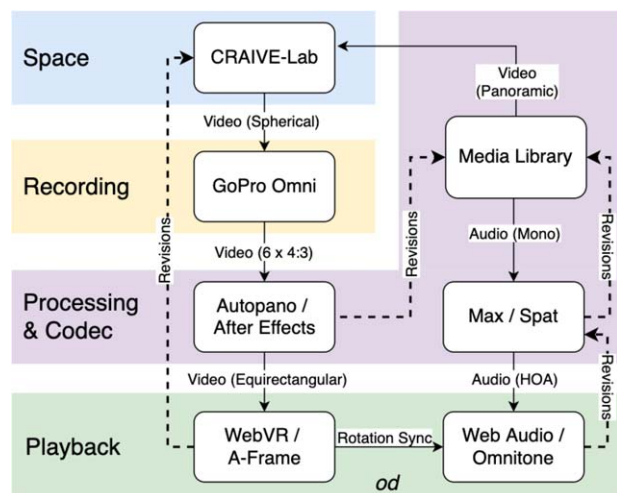 Space
CRAIVE-Lab
Video
(Panoramic)
Video (Spherical)
Recording
GoPro Omni
Media Library
Revisions
Revisions
Revisions
Video (6 x 4:3)
Audio (Mono)
Processing
& Codec
Autopano /
After Effects
Max / Spat
Video (Equirectangular)
Audio (HOA)
Revisions
Playback
WebVR /
A-Frame
Rotation Sync
Web Audio /
Omnitone
od